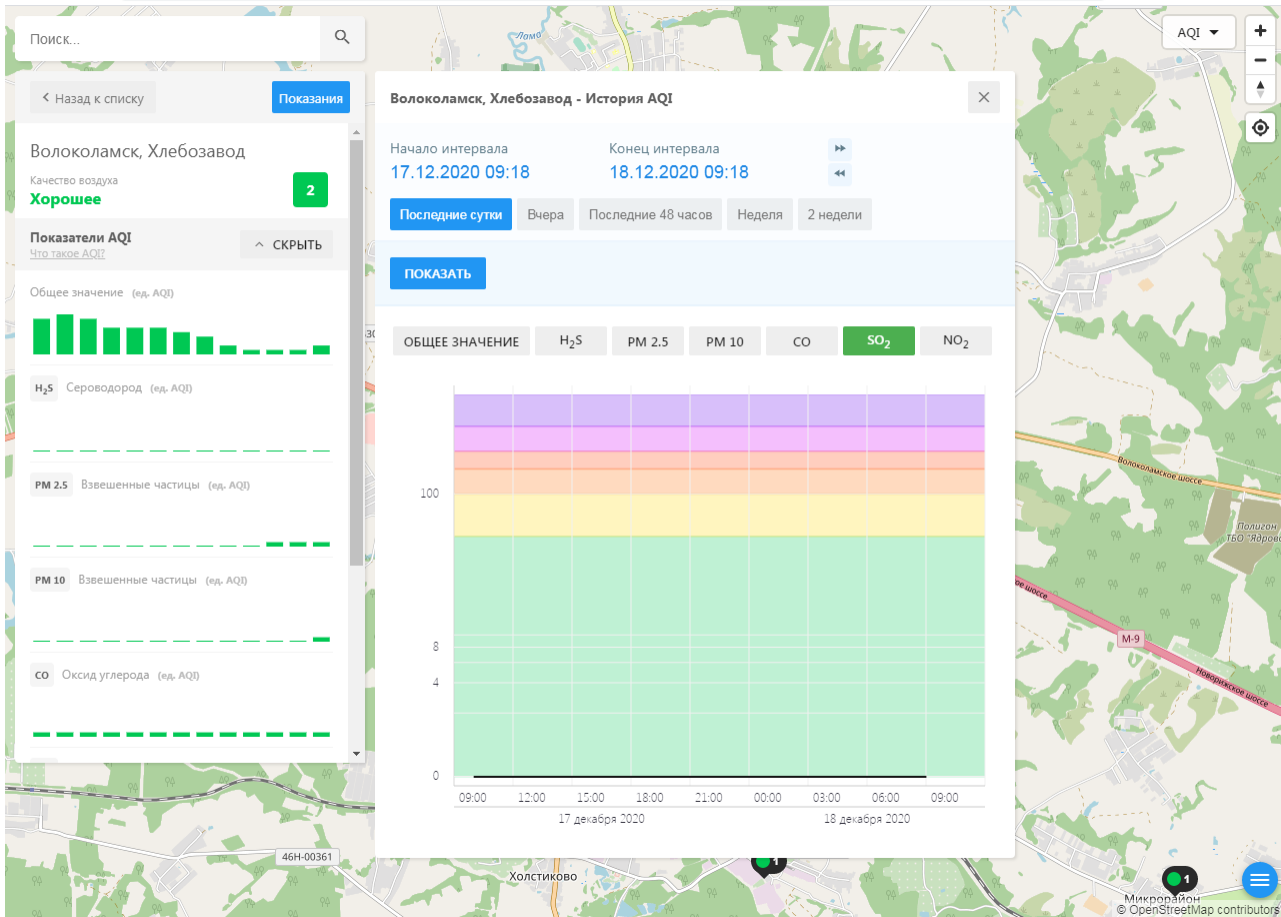 Поиск...
AQI
Назад к списку
Показания
Волоколамск, Хлебозавод
Качество воздуха
Хорошее
2
Показатели AQI
Что такое AQI?
СКРЫТЬ
Общее значение (ед. AQI)
H2S Сероводород (ед. AQI)
PM 2.5 Взвешенные частицы (ед. AQI)
PM 10 Взвешенные частицы (ед. AQI)
CO Оксид углерода (ед. AQI)
Волоколамск, Хлебозавод - История AQI
Начало интервала
17.12.2020 09:18
Конец интервала
18.12.2020 09:18
Последние сутки
Вчера
Последние 48 часов
Неделя
2 недели
ПОКАЗАТЬ
ОБЩЕЕ ЗНАЧЕНИЕ
H2S
PM 2.5
PM 10
CO
SO2
NO2
100
8
4
0
09:00 12:00 15:00 18:00 21:00 00:00 03:00 06:00 09:00
17 декабря 2020 18 декабря 2020
Волоколамское шоссе
Полигон
М-9
Новорижское шоссе
46Н-00361
Холстиково
1
1
Микрорайон
© OpenStreetMap contributors